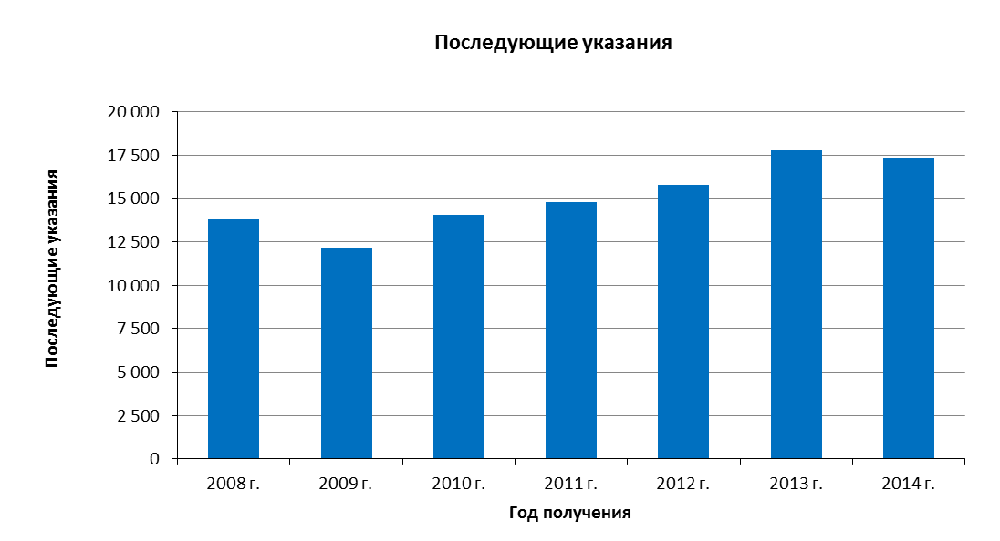 Последующие указания
Последующие указания
20 000
17 500
15 000
12 500
10 000
7 500
5 000
2 500
0
2008 г. 2009 г. 2010 г. 2011 г. 2012 г. 2013 г. 2014 г.
Год получения